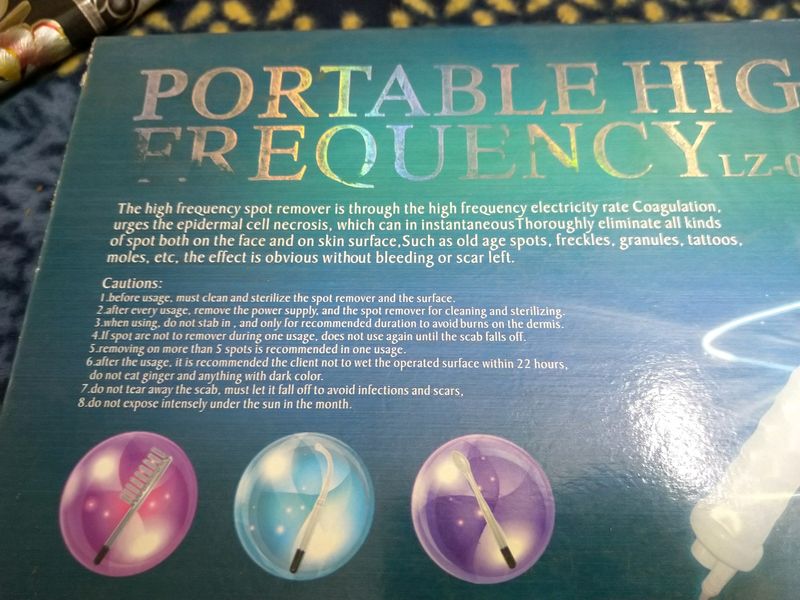 PORTABLE HIG
FREQUENCY LZ-0
The high frequency spot remover is through the high frequency electricity rate Coagulation,
urges the epidermal cell necrosis, which can in instantaneousThoroughly eliminate all kinds
of spot both on the face and on skin surface,Such as old age spots, freckles, granules, tattoos,
moles, etc, the effect is obvious without bleeding or scar left.
Cautions:
1.before usage, must clean and sterilize the spot remover and the surface.
2.after every usage, remove the power supply, and the spot remover for cleaning and sterilizing.
3.when using, do not stab in , and only for recommended duration to avoid burns on the dermis.
4.If spot are not to remover during one usage, does not use again until the scab falls off.
5.removing on more than 5 spots is recommended in one usage.
6.after the usage, it is recommended the client not to wet the operated surface within 22 hours,
do not eat ginger and anything with dark color.
7.do not tear away the scab, must let it fall off to avoid infections and scars,
8.do not expose intensely under the sun in the month.